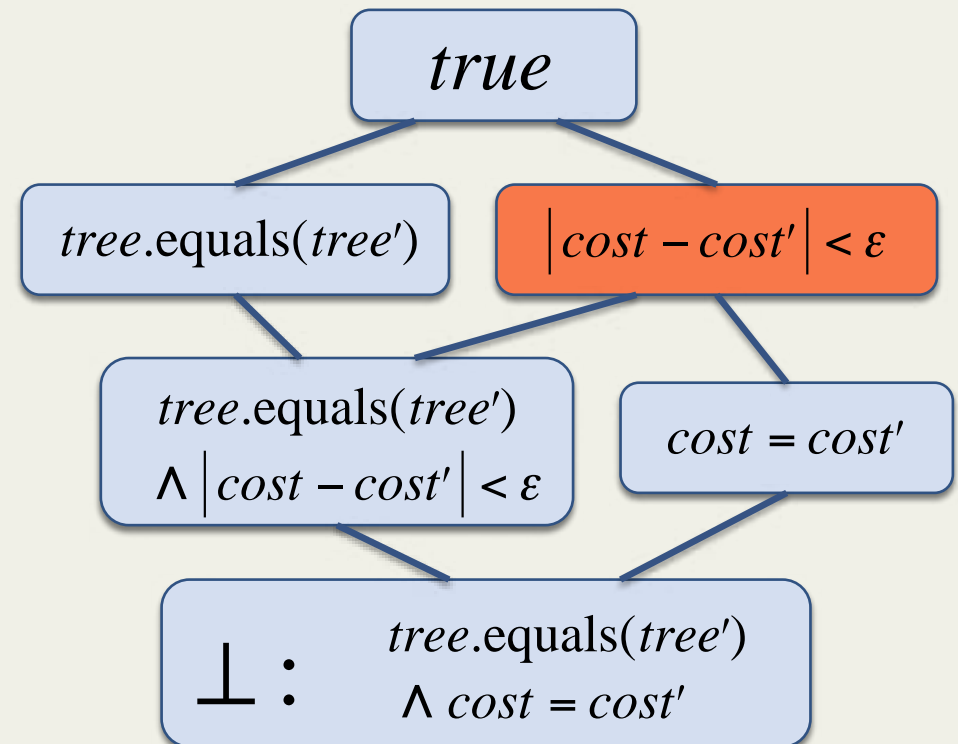 true
tree.equals(tree′)
|cost − cost′| < ε
tree.equals(tree′)
∧ |cost − cost′| < ε
cost = cost′
⊥ : tree.equals(tree′)
∧ cost = cost′